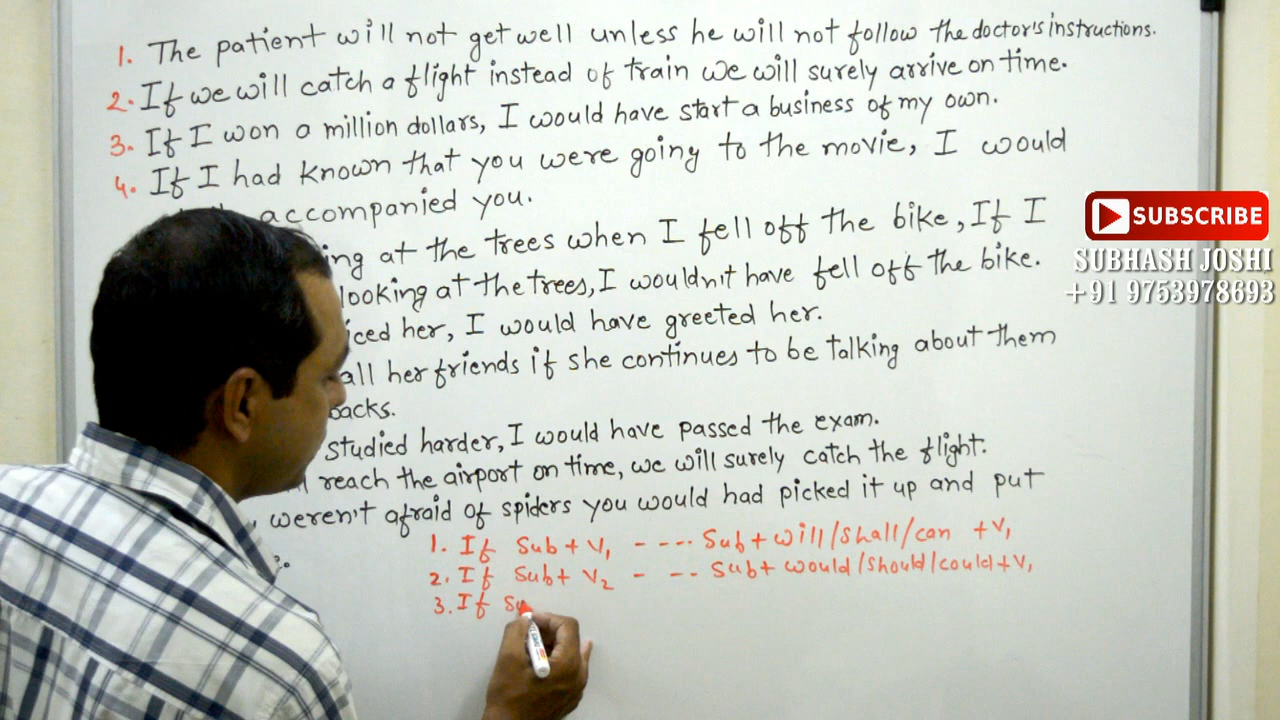 1. The patient will not get well unless he will not follow the doctor's instructions.
2. If we will catch a flight instead of train we will surely arrive on time.
3. If I won a million dollars, I would have start a business of my own.
4. If I had known that you were going to the movie, I would
accompanied you.
ing at the trees when I fell off the bike, If I
looking at the trees, I wouldn't have fell off the bike.
iced her, I would have greeted her.
all her friends if she continues to be talking about them
backs.
studied harder, I would have passed the exam.
reach the airport on time, we will surely catch the flight.
, weren't afraid of spiders you would had picked it up and put
1. If Sub + V1 - --- Sub + will/shall/can + V1
2. If Sub + V2 - -- Sub + would/should/could + V1
3. If Su
SUBSCRIBE
SUBHASH JOSHI
+91 9753978693